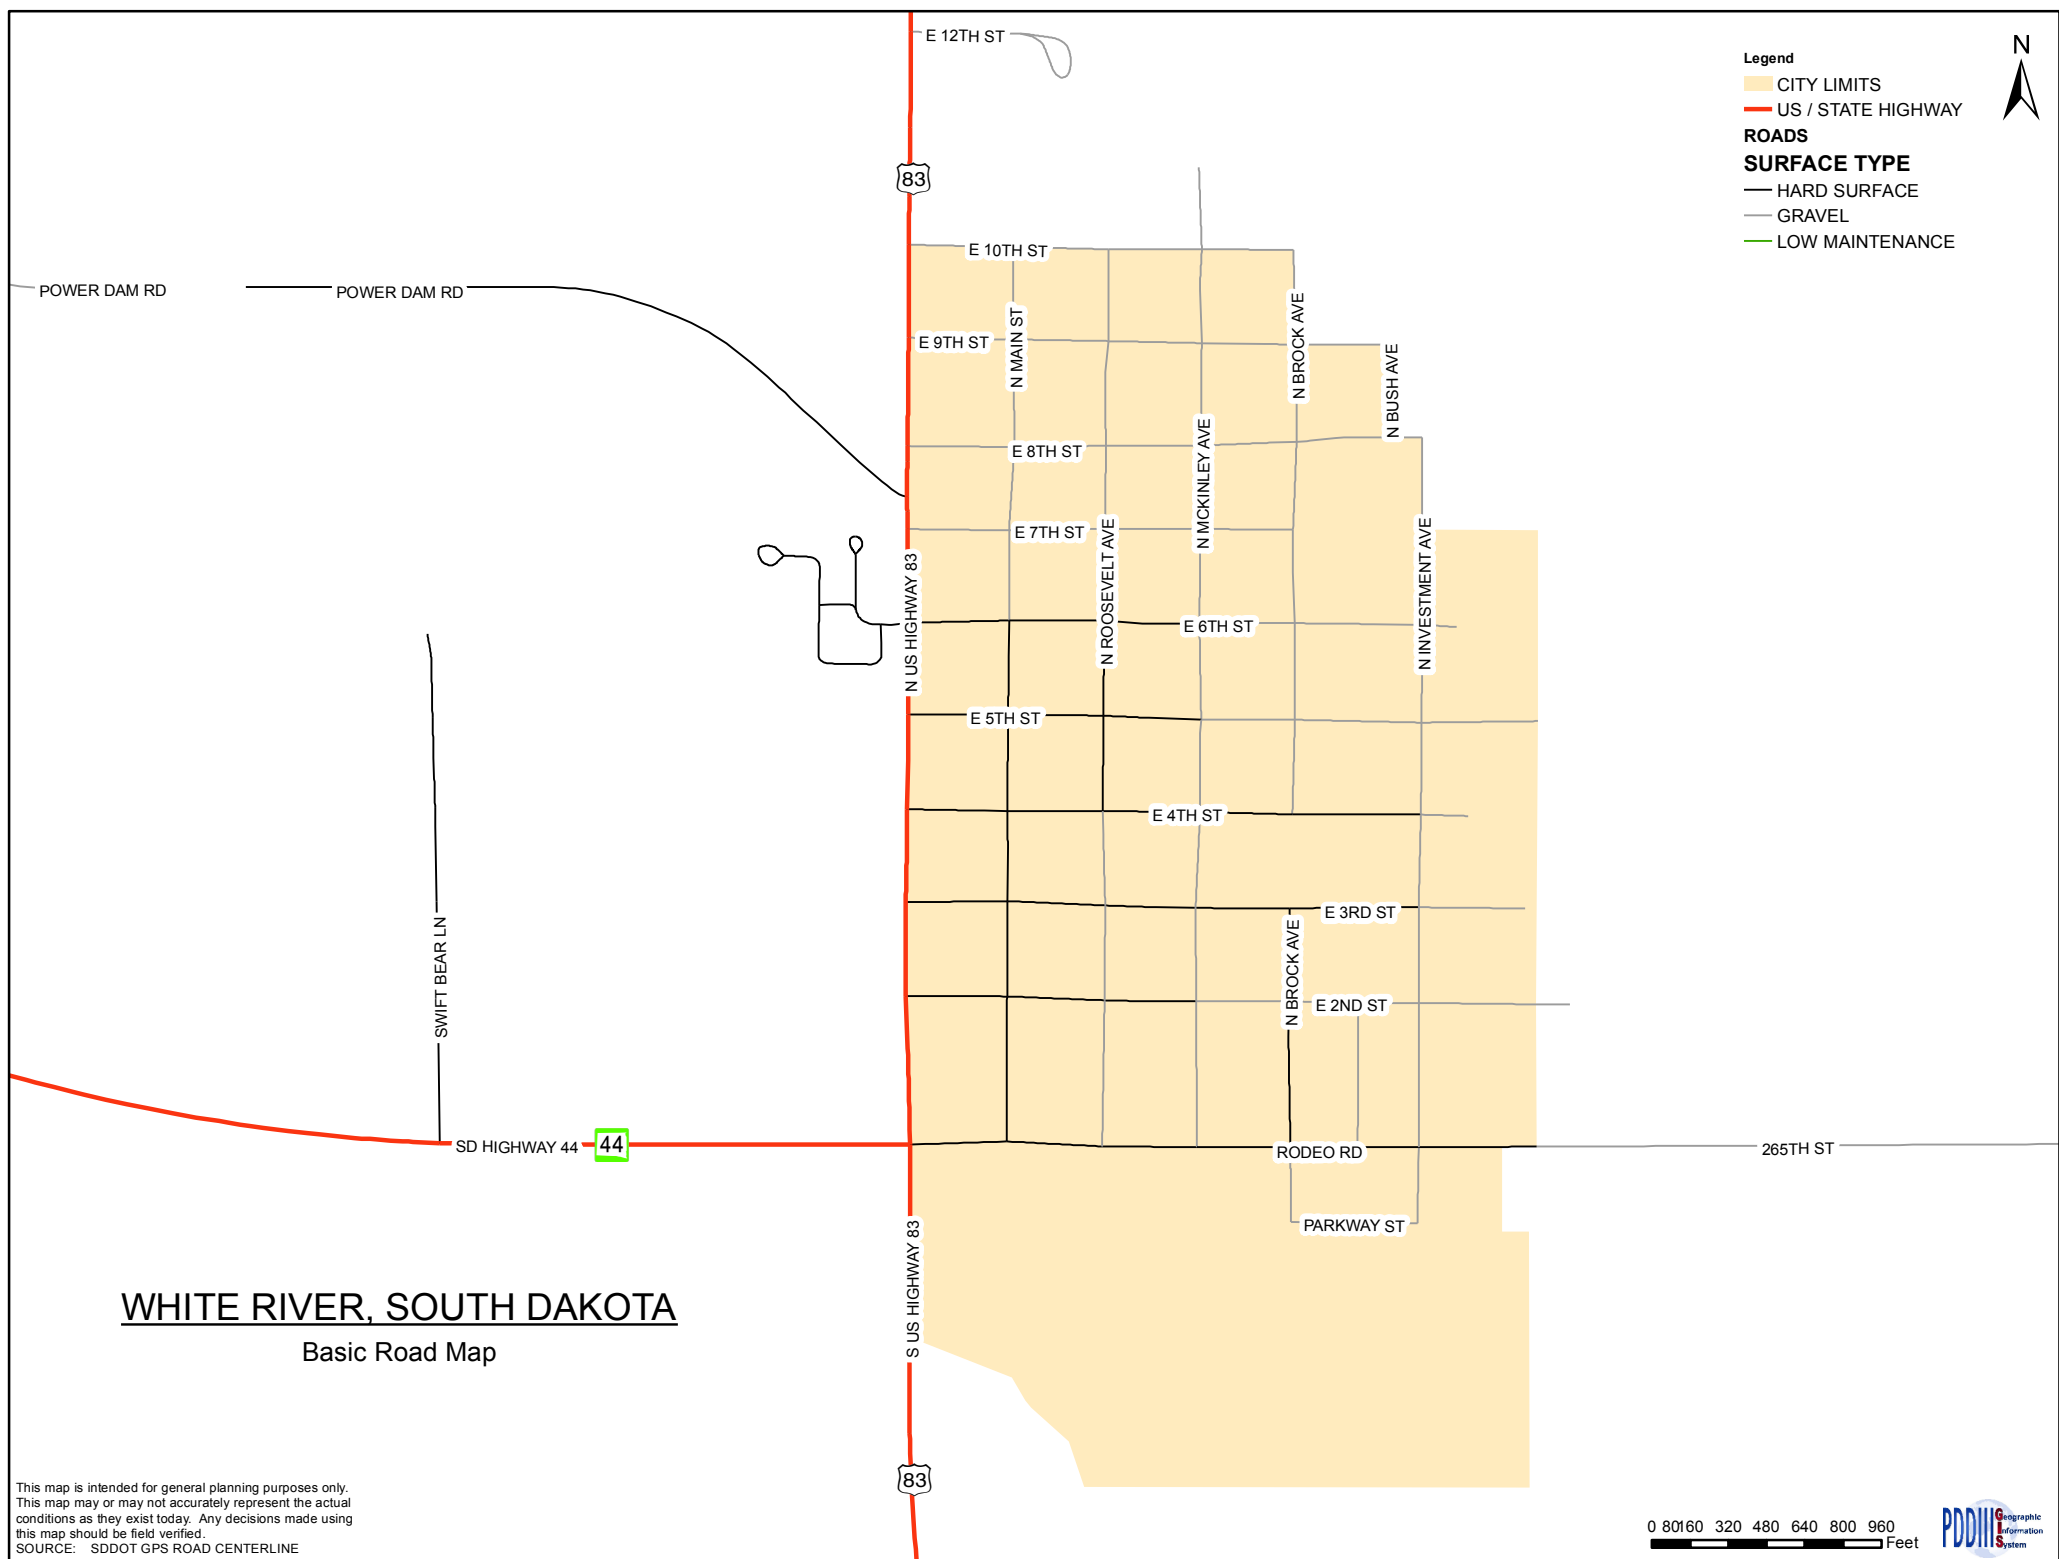 E 12TH ST
N
Legend
CITY LIMITS
US / STATE HIGHWAY
ROADS
SURFACE TYPE
HARD SURFACE
GRAVEL
LOW MAINTENANCE
83
E 10TH ST
POWER DAM RD
POWER DAM RD
N MAIN ST
N BROCK AVE
E 9TH ST
N BUSH AVE
E 8TH ST
N MCKINLEY AVE
E 7TH ST
N ROOSEVELT AVE
N INVESTMENT AVE
N US HIGHWAY 83
E 6TH ST
E 5TH ST
E 4TH ST
E 3RD ST
SWIFT BEAR LN
N BROCK AVE
E 2ND ST
SD HIGHWAY 44
44
RODEO RD
265TH ST
PARKWAY ST
S US HIGHWAY 83
WHITE RIVER, SOUTH DAKOTA
Basic Road Map
83
This map is intended for general planning purposes only.
This map may or may not accurately represent the actual
conditions as they exist today. Any decisions made using
this map should be field verified.
SOURCE: SDDOT GPS ROAD CENTERLINE
0 80160 320 480 640 800 960
Feet
PDDIII
Geographic
Information
System